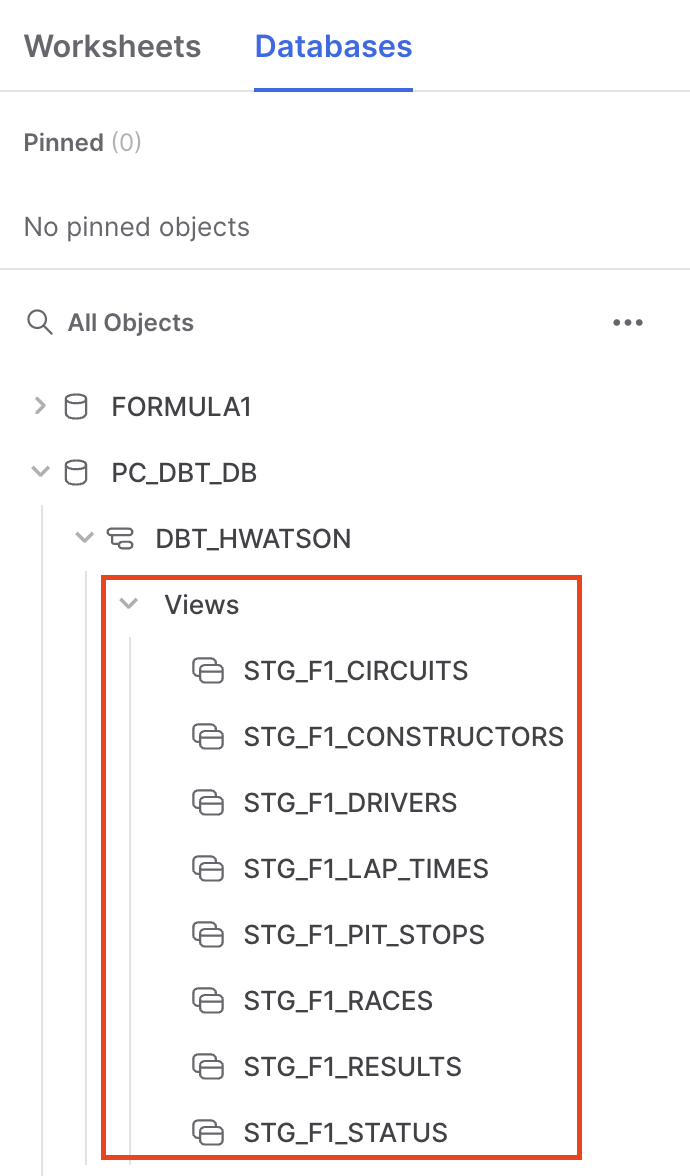 Worksheets Databases
Pinned (0)
No pinned objects
All Objects
FORMULA1
PC_DBT_DB
DBT_HWATSON
Views
STG_F1_CIRCUITS
STG_F1_CONSTRUCTORS
STG_F1_DRIVERS
STG_F1_LAP_TIMES
STG_F1_PIT_STOPS
STG_F1_RACES
STG_F1_RESULTS
STG_F1_STATUS